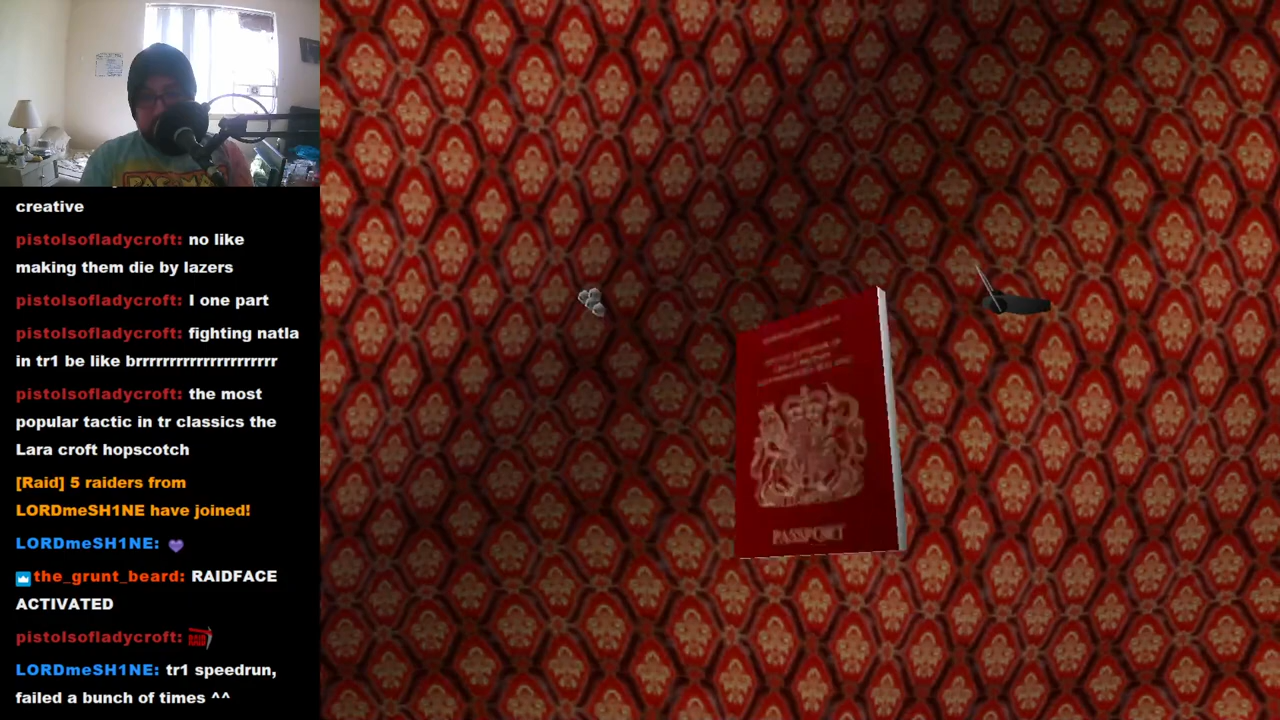 creative
pistolsofladycroft: no like
making them die by lazers
pistolsofladycroft: I one part
pistolsofladycroft: fighting natla
in tr1 be like brrrrrrrrrrrrrrrrrrrr
pistolsofladycroft: the most
popular tactic in tr classics the
Lara croft hopscotch
[Raid] 5 raiders from
LORDmeSH1NE have joined!
LORDmeSH1NE:
the_grunt_beard: RAIDFACE
ACTIVATED
pistolsofladycroft: RAID
LORDmeSH1NE: tr1 speedrun,
failed a bunch of times ^^
PASSPORT